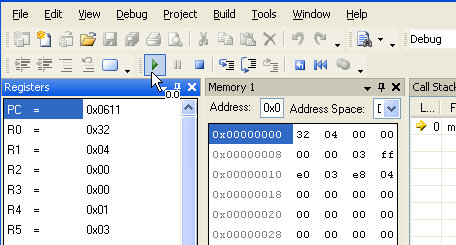 File Edit View Debug Project Build Tools Window Help
Debug
Registers
0.0
Memory 1
Call Stack
Address: 0x0 Address Space:
PC = 0x0611
R0 = 0x32
R1 = 0x04
R2 = 0x00
R3 = 0x00
R4 = 0x01
R5 = 0x03
0x00000000 32 04 00 00
0x00000008 00 00 03 ff
0x00000010 e0 03 e8 04
0x00000018 00 00 00 00
0x00000020 00 00 00 00
0x00000028 00 00 00 00
L... F
0 m